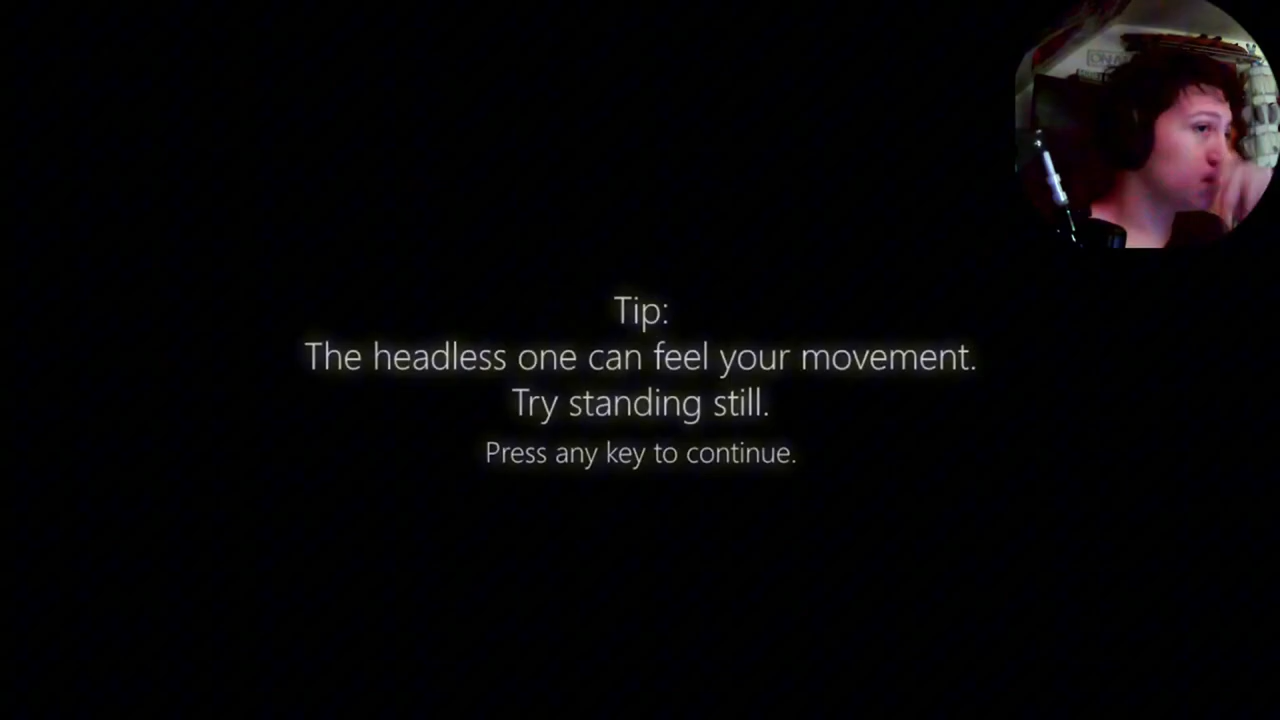 Tip:
The headless one can feel your movement.
Try standing still.
Press any key to continue.